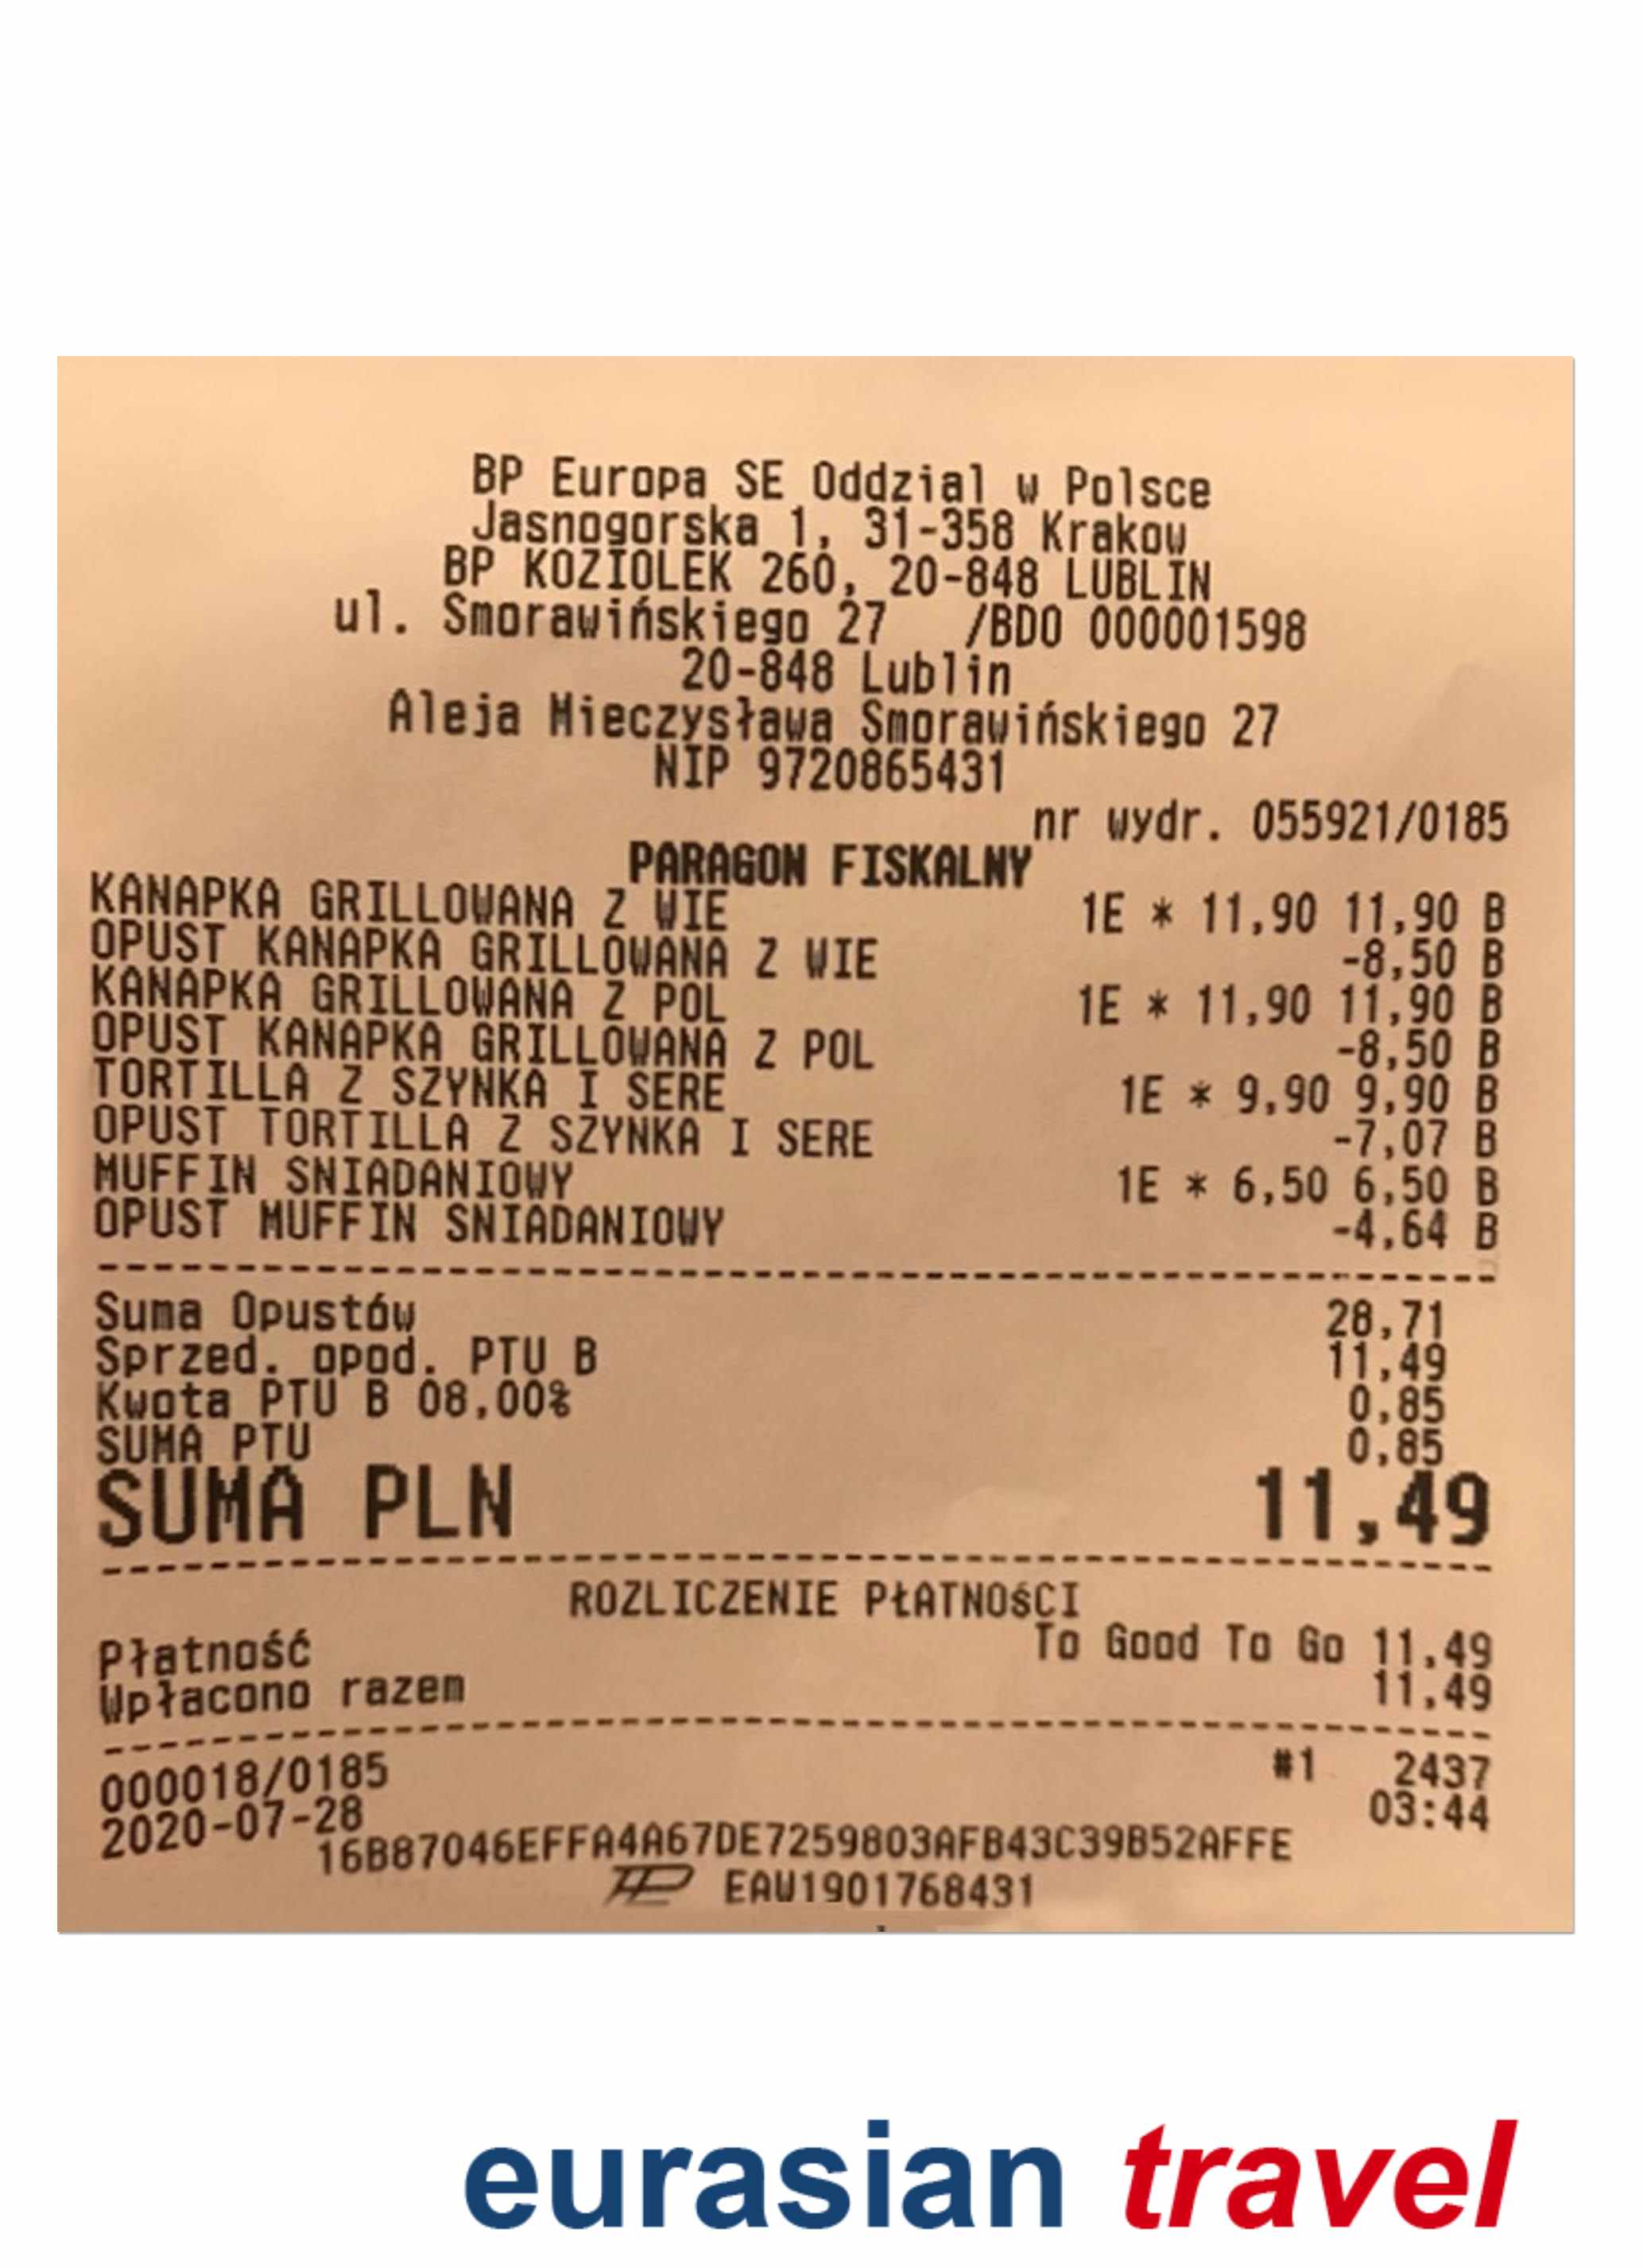 BP Europa SE Oddzial w Polsce
Jasnogorska 1, 31-358 Krakow
BP KOZIOLEK 260, 20-848 LUBLIN
ul. Smorawińskiego 27 /BDO 000001598
20-848 Lublin
Aleja Mieczysława Smorawińskiego 27
NIP 9720865431
nr wydr. 055921/0185
PARAGON FISKALNY
KANAPKA GRILLOWANA Z WIE 1E * 11,90 11,90 B
OPUST KANAPKA GRILLOWANA Z WIE -8,50 B
KANAPKA GRILLOWANA Z POL 1E * 11,90 11,90 B
OPUST KANAPKA GRILLOWANA Z POL -8,50 B
TORTILLA Z SZYNKA I SERE 1E * 9,90 9,90 B
OPUST TORTILLA Z SZYNKA I SERE -7,07 B
MUFFIN SNIADANIOWY 1E * 6,50 6,50 B
OPUST MUFFIN SNIADANIOWY -4,64 B
Suma Opustów 28,71
Sprzed. opod. PTU B 11,49
Kwota PTU B 08,00% 0,85
SUMA PTU 0,85
SUMA PLN 11,49
ROZLICZENIE PŁATNOśCI
Płatność To Good To Go 11,49
Wpłacono razem 11,49
000018/0185 #1 2437
2020-07-28 03:44
16B87046EFFA4A67DE7259803AFB43C39B52AFFE
EAW1901768431
eurasian travel